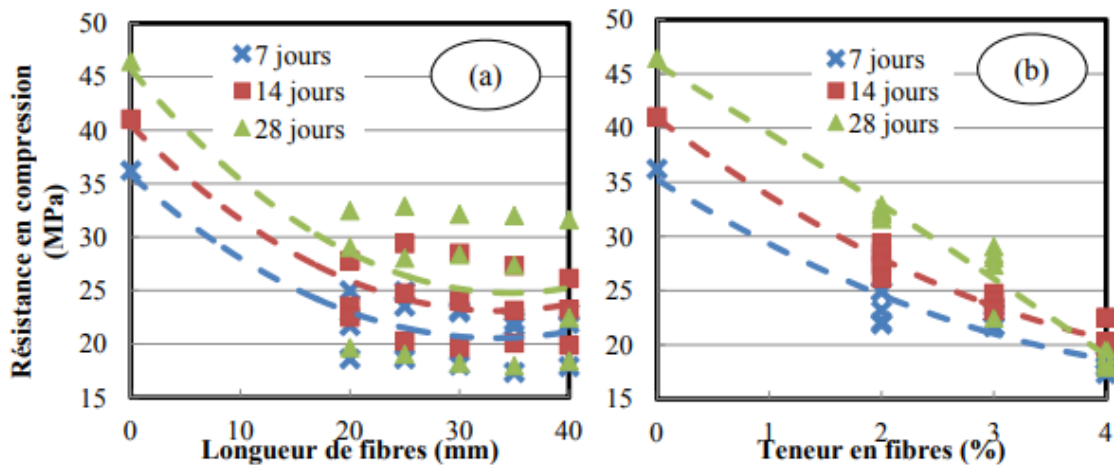 Résistance en compression
(MPa)
50
45
40
35
30
25
20
15
7 jours
14 jours
28 jours
(a)
0
10
20
30
40
Longueur de fibres (mm)
50
45
40
35
30
25
20
15
7 jours
14 jours
28 jours
(b)
0
1
2
3
4
Teneur en fibres (%)